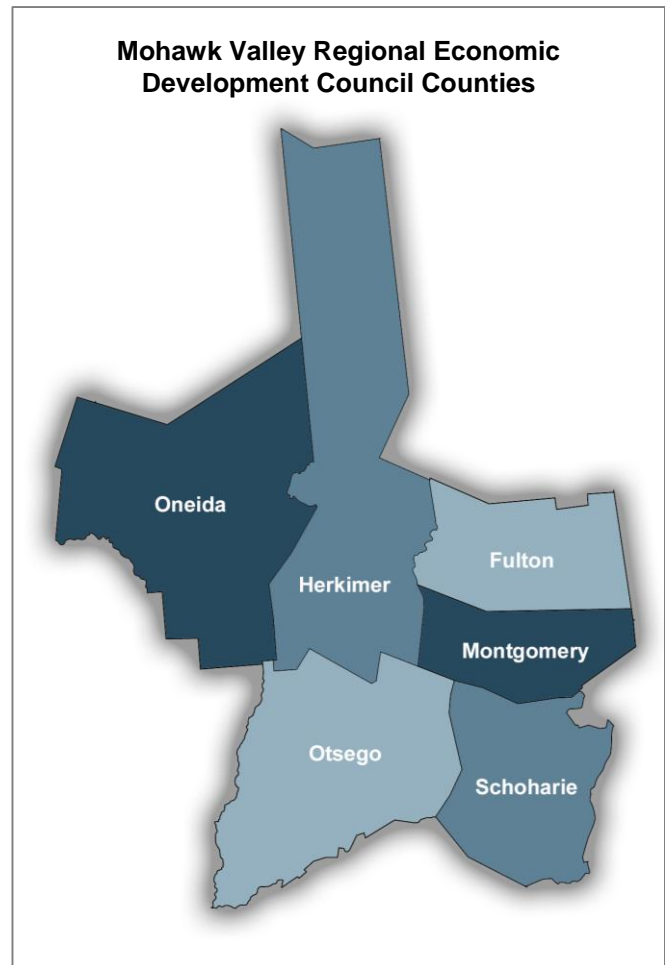 Mohawk Valley Regional Economic
Development Council Counties
Oneida
Fulton
Herkimer
Montgomery
Otsego
Schoharie